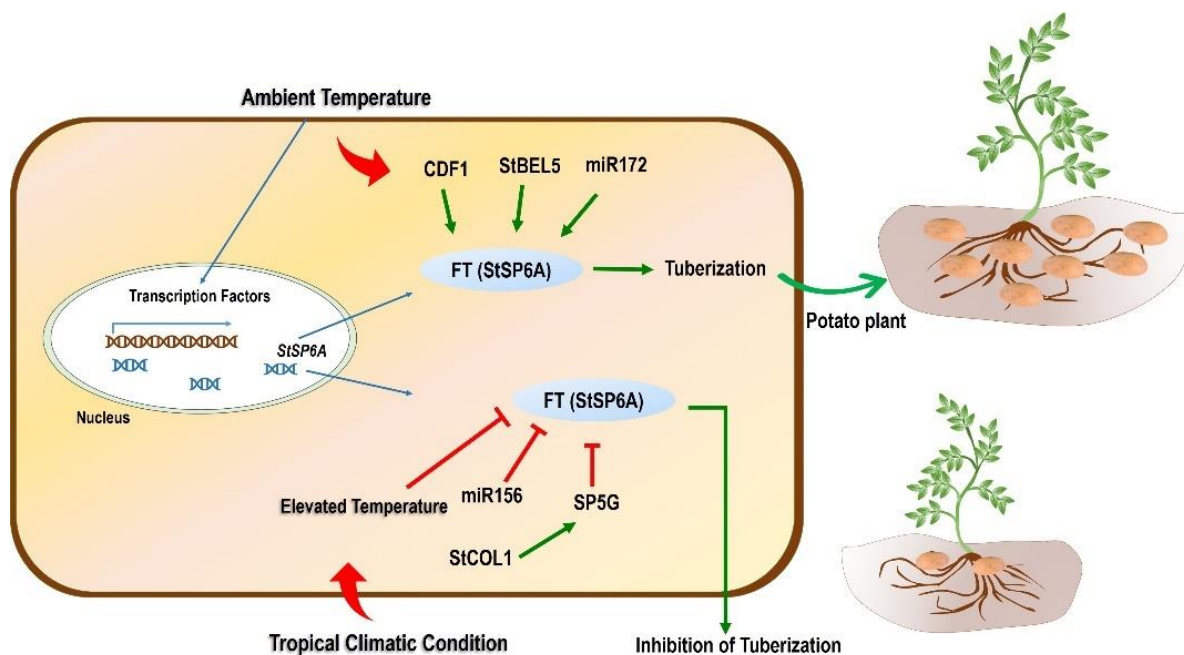 Ambient Temperature
CDF1
StBEL5
miR172
FT (StSP6A)
Tuberization
Potato plant
Transcription Factors
StSP6A
Nucleus
FT (StSP6A)
Elevated Temperature
miR156
SP5G
StCOL1
Tropical Climatic Condition
Inhibition of Tuberization